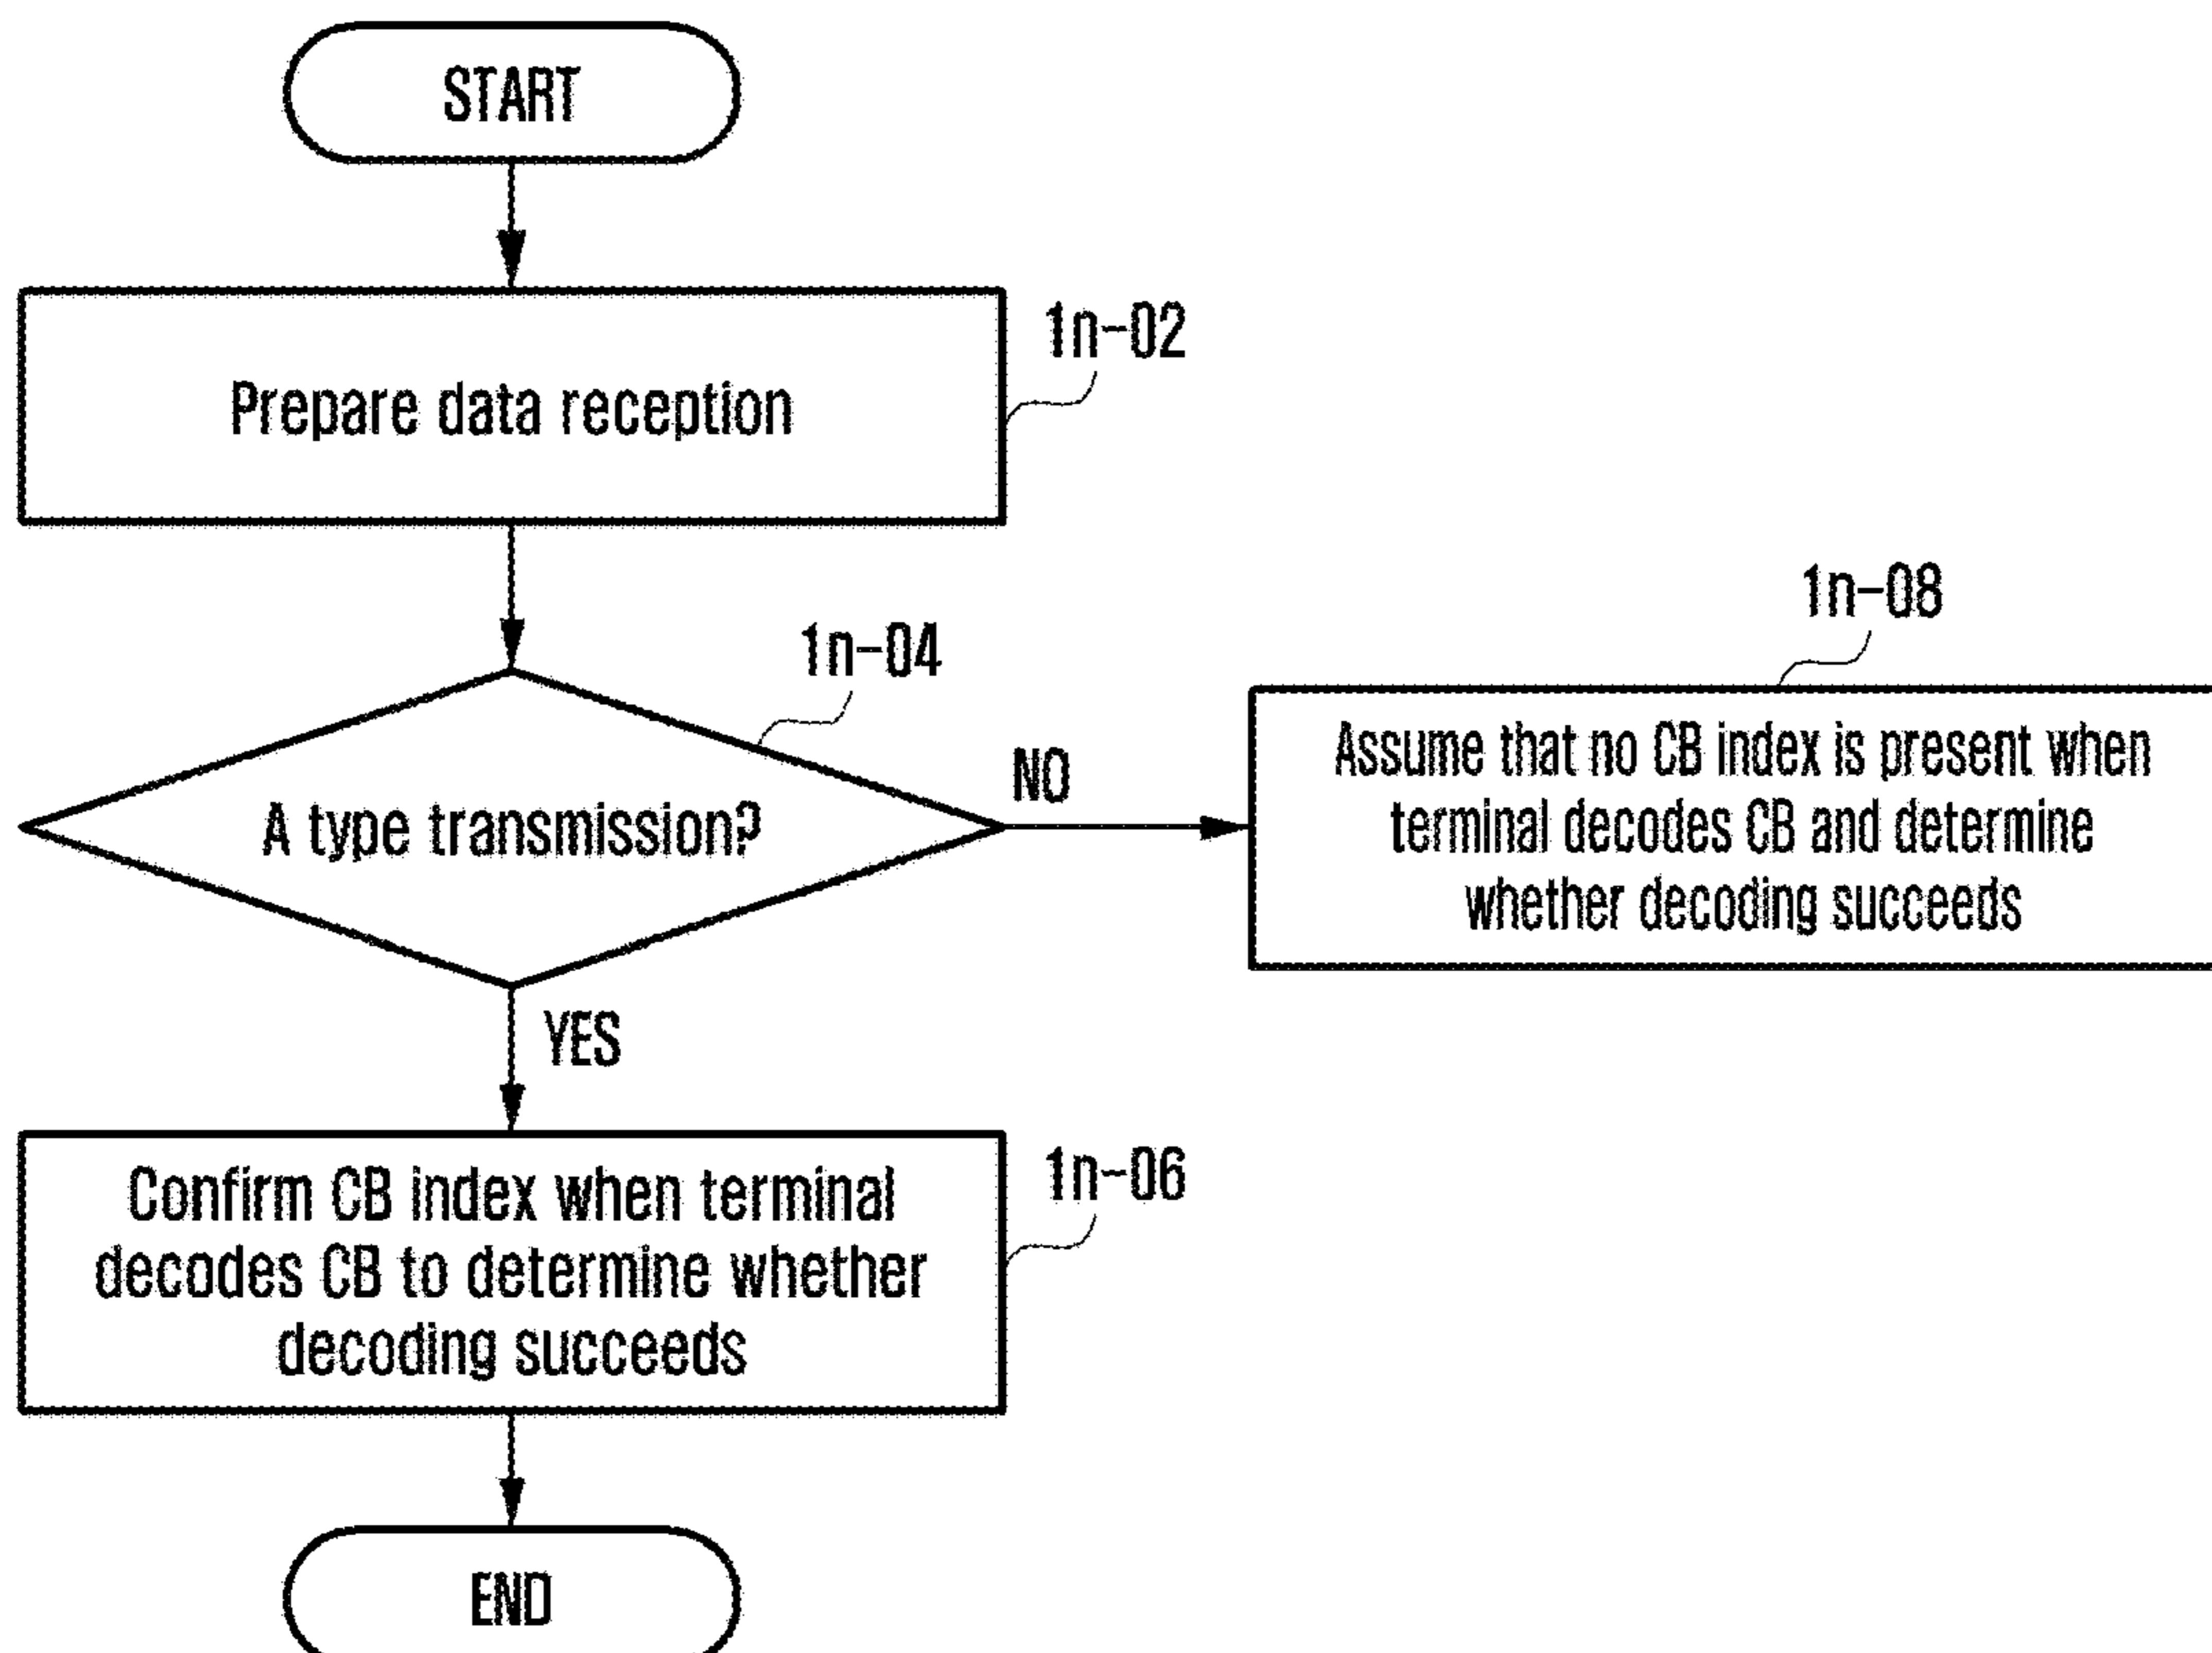 START
1n-02
Prepare data reception
1n-04
A type transmission?
NO
1n-08
Assume that no CB index is present when
terminal decodes CB and determine
whether decoding succeeds
YES
1n-06
Confirm CB index when terminal
decodes CB to determine whether
decoding succeeds
END